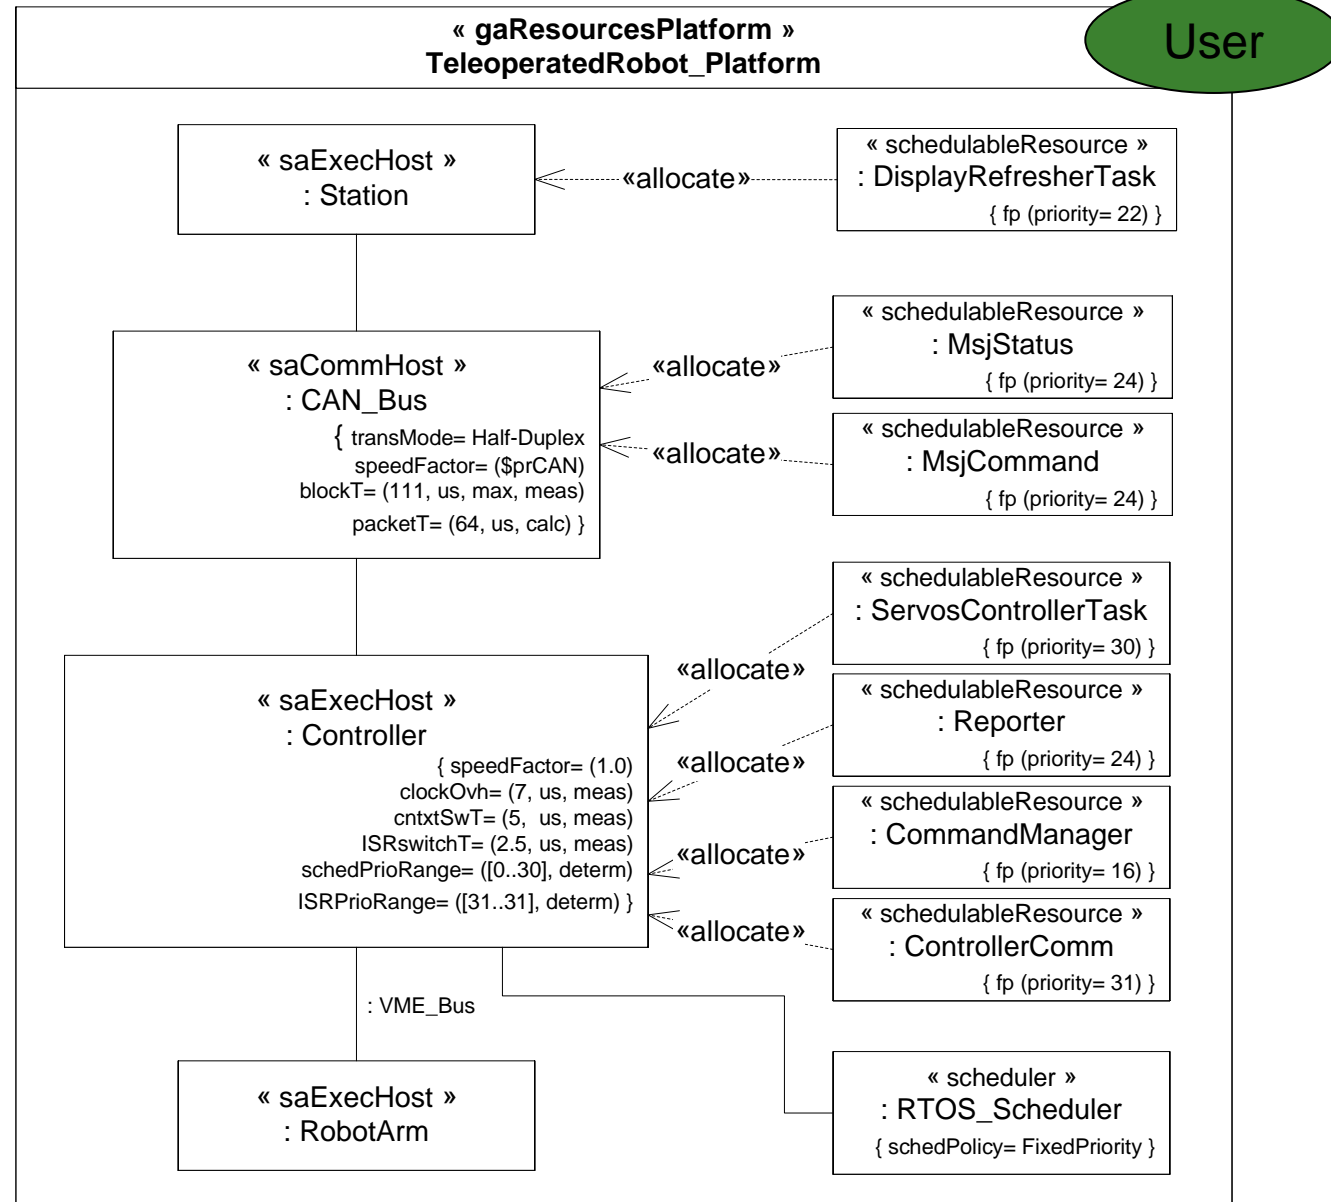 « gaResourcesPlatform »
TeleoperatedRobot_Platform
User
« saExecHost »
: Station
«allocate»
« schedulableResource »
: DisplayRefresherTask
{ fp (priority= 22) }
« saCommHost »
: CAN_Bus
{ transMode= Half-Duplex
speedFactor= ($prCAN)
blockT= (111, us, max, meas)
packetT= (64, us, calc) }
«allocate»
« schedulableResource »
: MsjStatus
{ fp (priority= 24) }
«allocate»
« schedulableResource »
: MsjCommand
{ fp (priority= 24) }
« saExecHost »
: Controller
{ speedFactor= (1.0)
clockOvh= (7, us, meas)
cntxtSwT= (5, us, meas)
ISRswitchT= (2.5, us, meas)
schedPrioRange= ([0..30], determ)
ISRPrioRange= ([31..31], determ) }
«allocate»
« schedulableResource »
: ServosControllerTask
{ fp (priority= 30) }
«allocate»
« schedulableResource »
: Reporter
{ fp (priority= 24) }
«allocate»
« schedulableResource »
: CommandManager
{ fp (priority= 16) }
«allocate»
« schedulableResource »
: ControllerComm
{ fp (priority= 31) }
: VME_Bus
« saExecHost »
: RobotArm
« scheduler »
: RTOS_Scheduler
{ schedPolicy= FixedPriority }